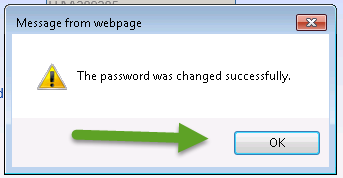 Message from webpage
The password was changed successfully.
OK